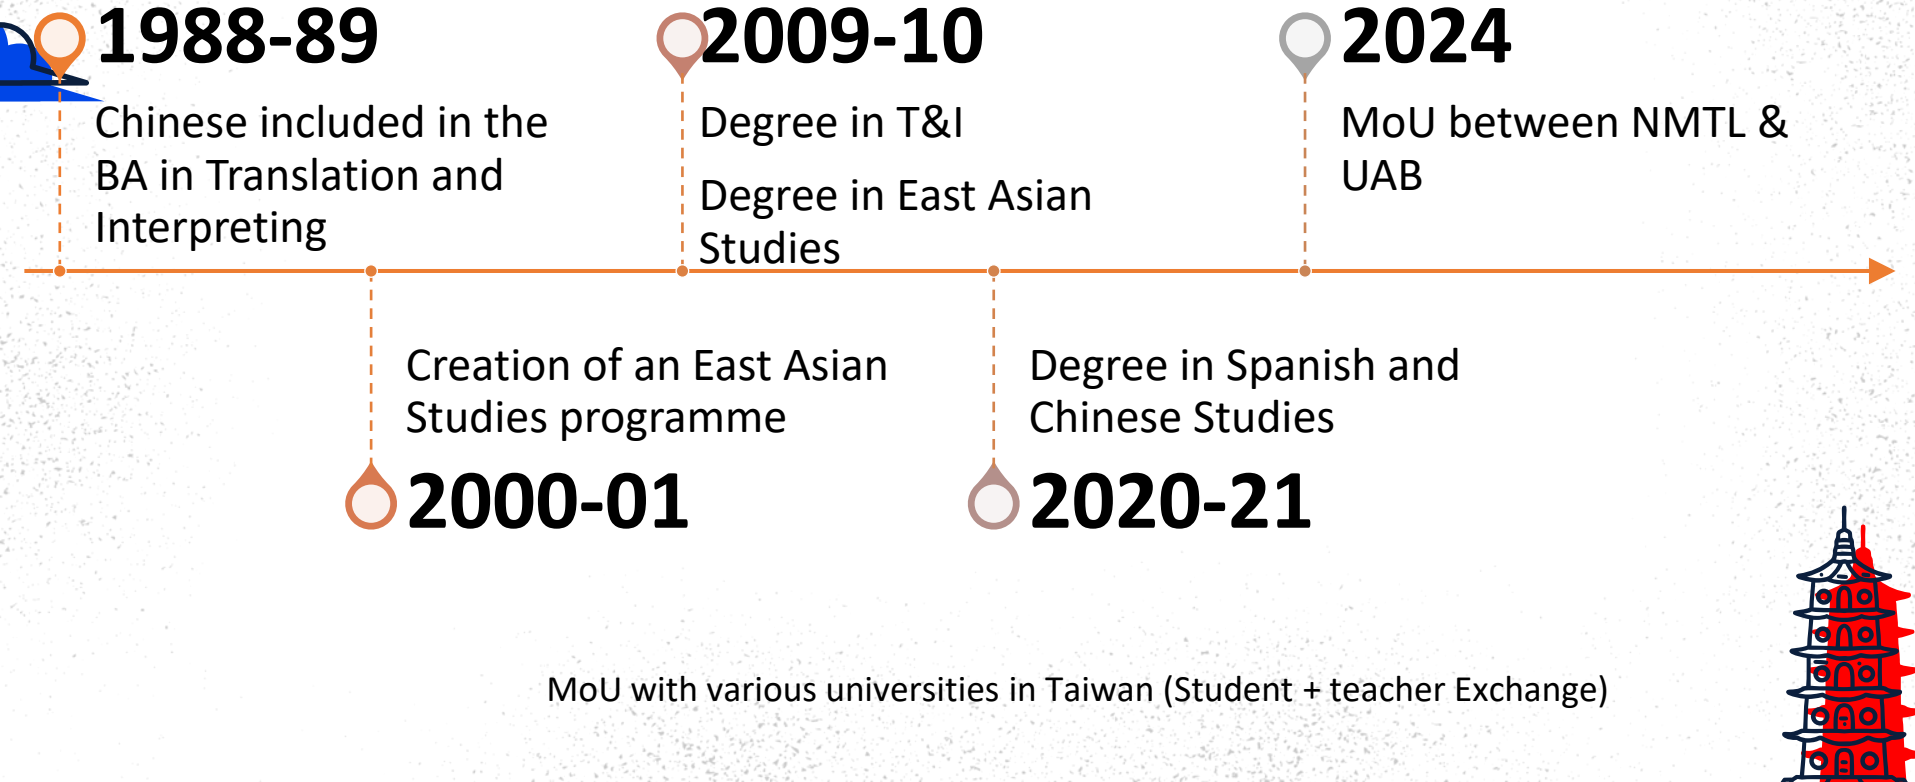 1988-89
Chinese included in the
BA in Translation and
Interpreting
2000-01
Creation of an East Asian
Studies programme
2009-10
Degree in T&I
Degree in East Asian
Studies
2020-21
Degree in Spanish and
Chinese Studies
2024
MoU between NMTL &
UAB
MoU with various universities in Taiwan (Student + teacher Exchange)